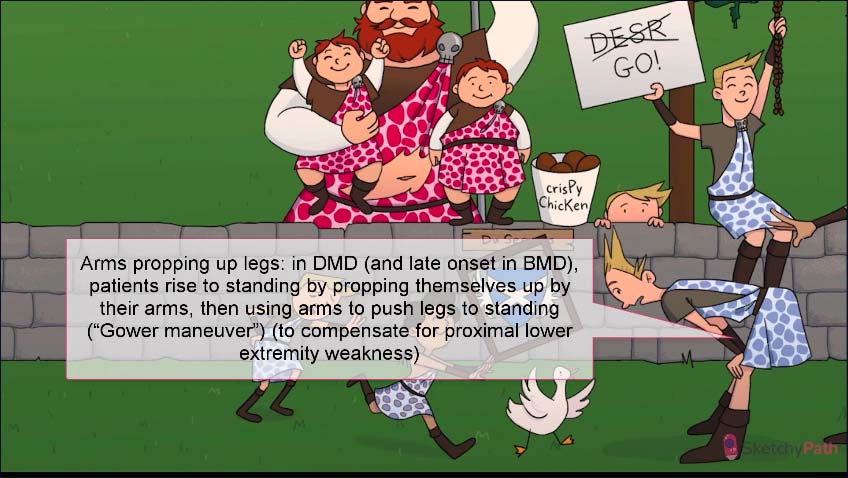 DESR
GO!
crisPy
ChicKen
Arms propping up legs: in DMD (and late onset in BMD),
patients rise to standing by propping themselves up by
their arms, then using arms to push legs to standing
(“Gower maneuver”) (to compensate for proximal lower
extremity weakness)
SketchyPath